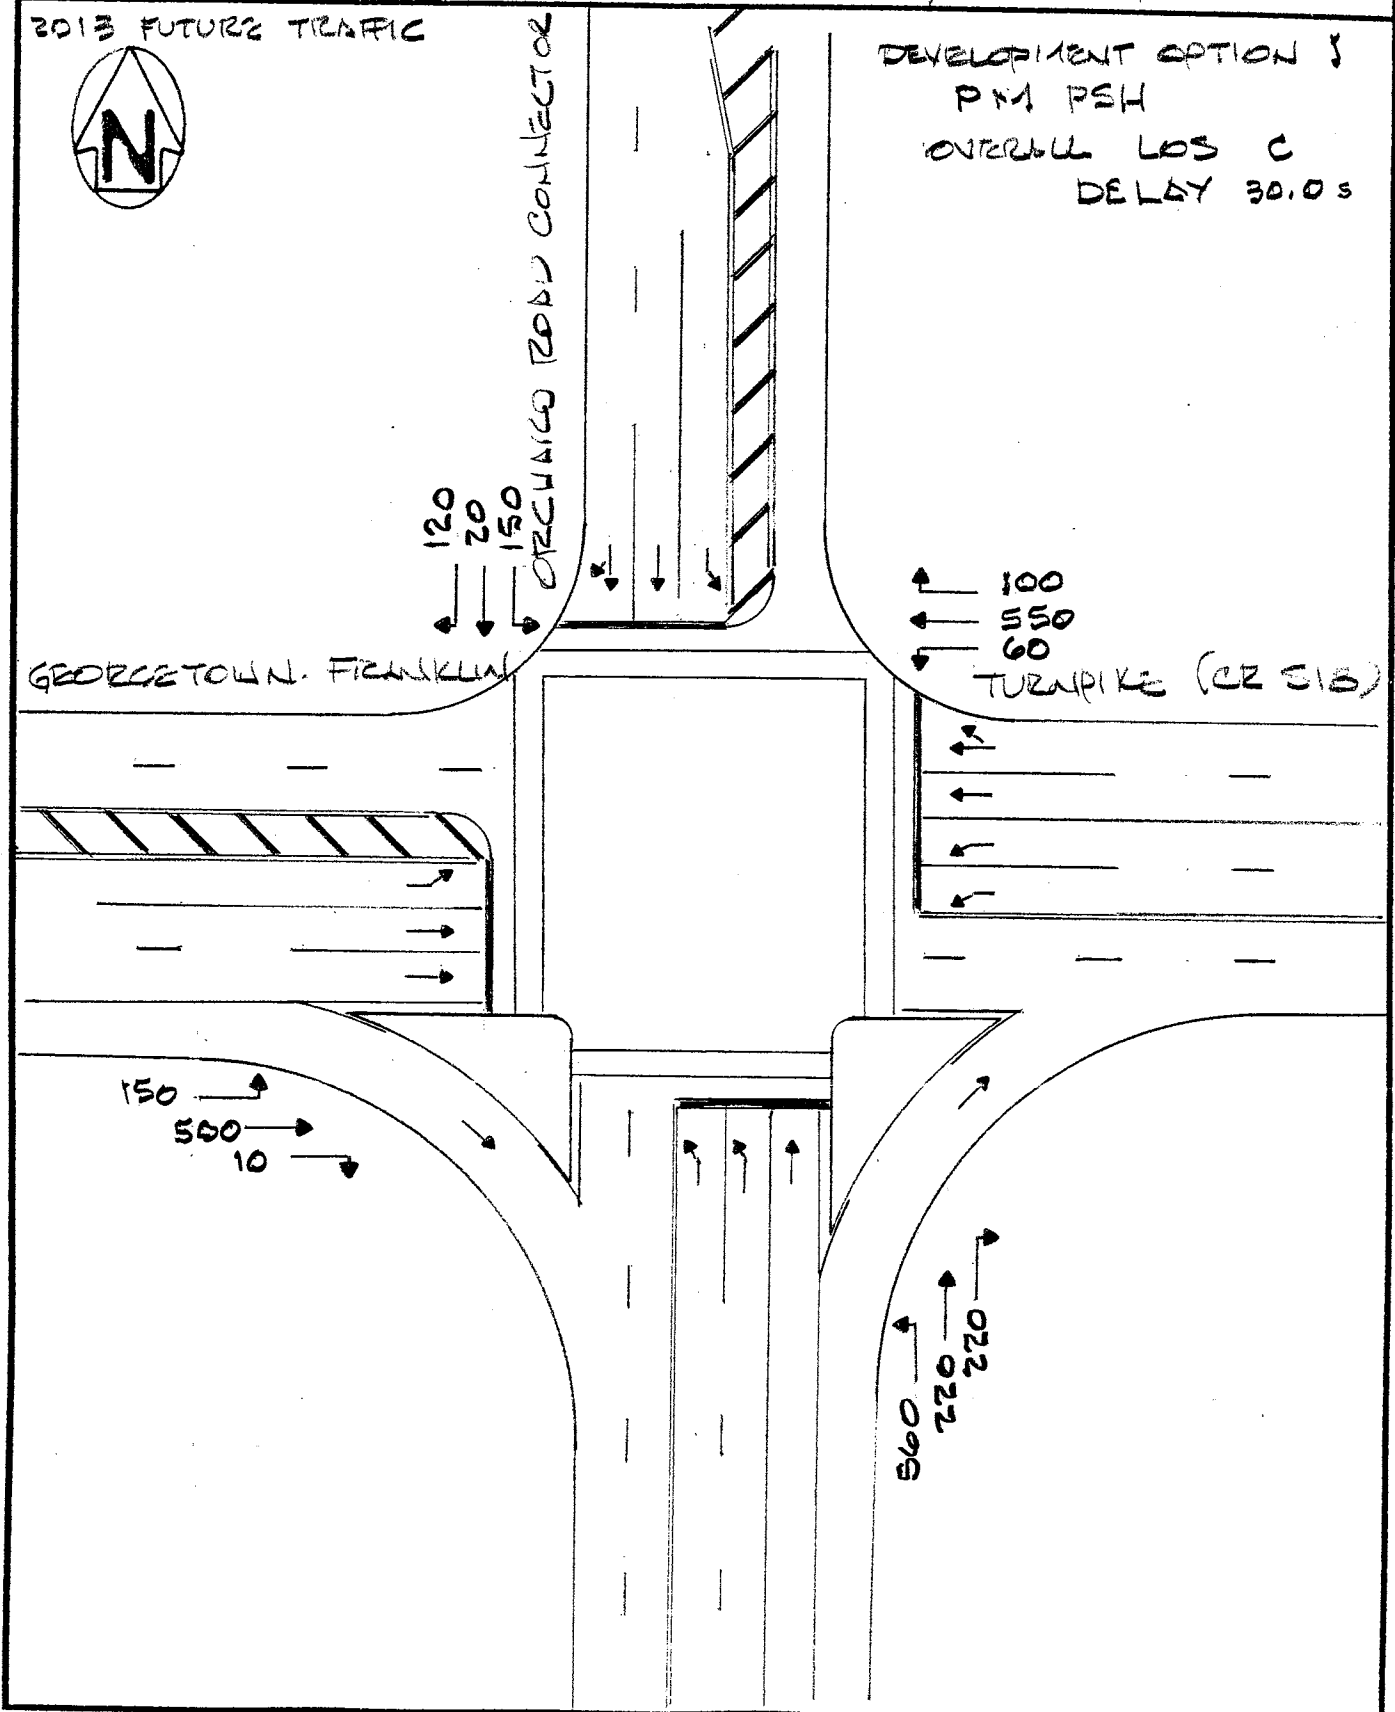 2013 FUTURE TRAFFIC
N
ORCHARD ROAD CONNECTOR
DEVELOPMENT OPTION
PM PSH
OVERALL LOS C
DELAY 30.0 s
120
20
150
100
550
60
GEORGETOWN. FRANKLIN
TURNPIKE (CR 518)
150
500
10
560
220
220